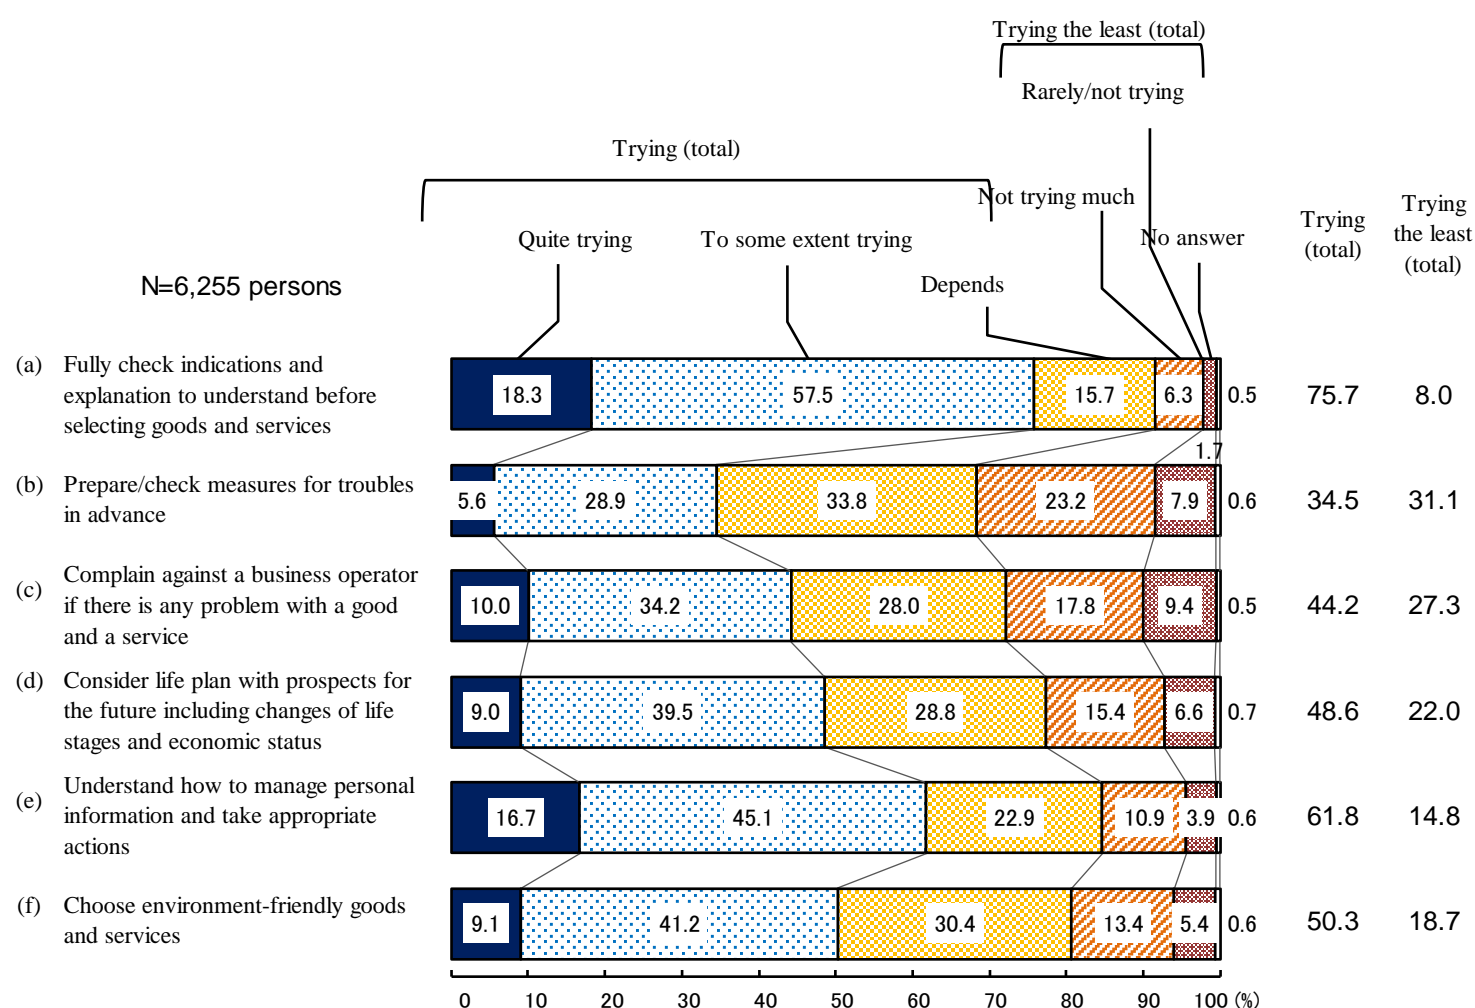 Trying the least (total)
Rarely/not trying
Trying (total)
Not trying much
Quite trying
To some extent trying
No answer
Depends
Trying
(total)
Trying
the least
(total)
N=6,255 persons
(a) Fully check indications and
explanation to understand before
selecting goods and services
18.3 57.5 15.7 6.3 0.5 75.7 8.0
1.7
(b) Prepare/check measures for troubles
in advance
5.6 28.9 33.8 23.2 7.9 0.6 34.5 31.1
(c) Complain against a business operator
if there is any problem with a good
and a service
10.0 34.2 28.0 17.8 9.4 0.5 44.2 27.3
(d) Consider life plan with prospects for
the future including changes of life
stages and economic status
9.0 39.5 28.8 15.4 6.6 0.7 48.6 22.0
(e) Understand how to manage personal
information and take appropriate
actions
16.7 45.1 22.9 10.9 3.9 0.6 61.8 14.8
(f) Choose environment-friendly goods
and services
9.1 41.2 30.4 13.4 5.4 0.6 50.3 18.7
0 10 20 30 40 50 60 70 80 90 100 (%)